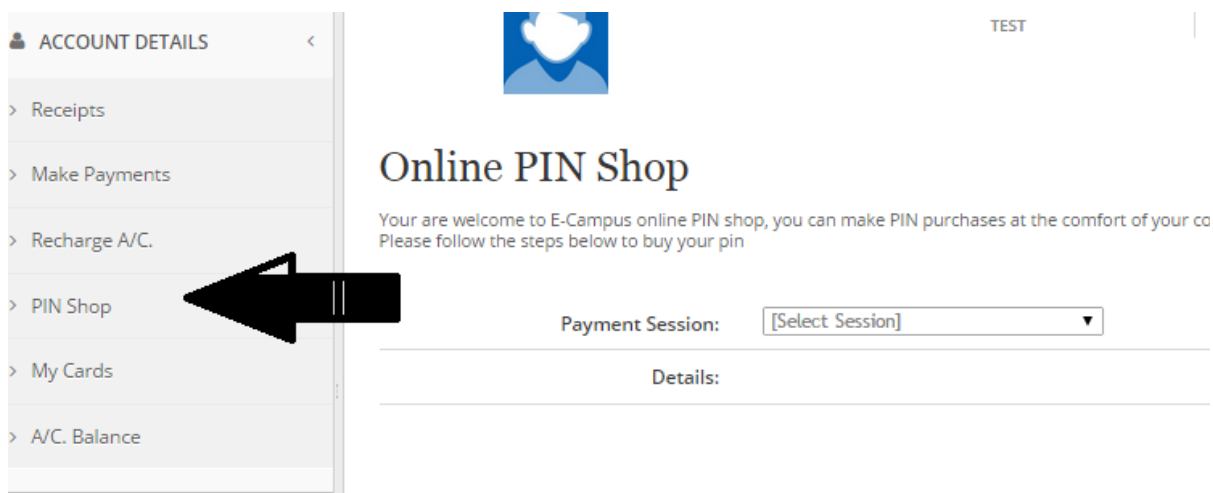 ACCOUNT DETAILS
Receipts
Make Payments
Recharge A/C.
PIN Shop
My Cards
A/C. Balance
TEST
Online PIN Shop
Your are welcome to E-Campus online PIN shop, you can make PIN purchases at the comfort of your co
Please follow the steps below to buy your pin
Payment Session: [Select Session]
Details: